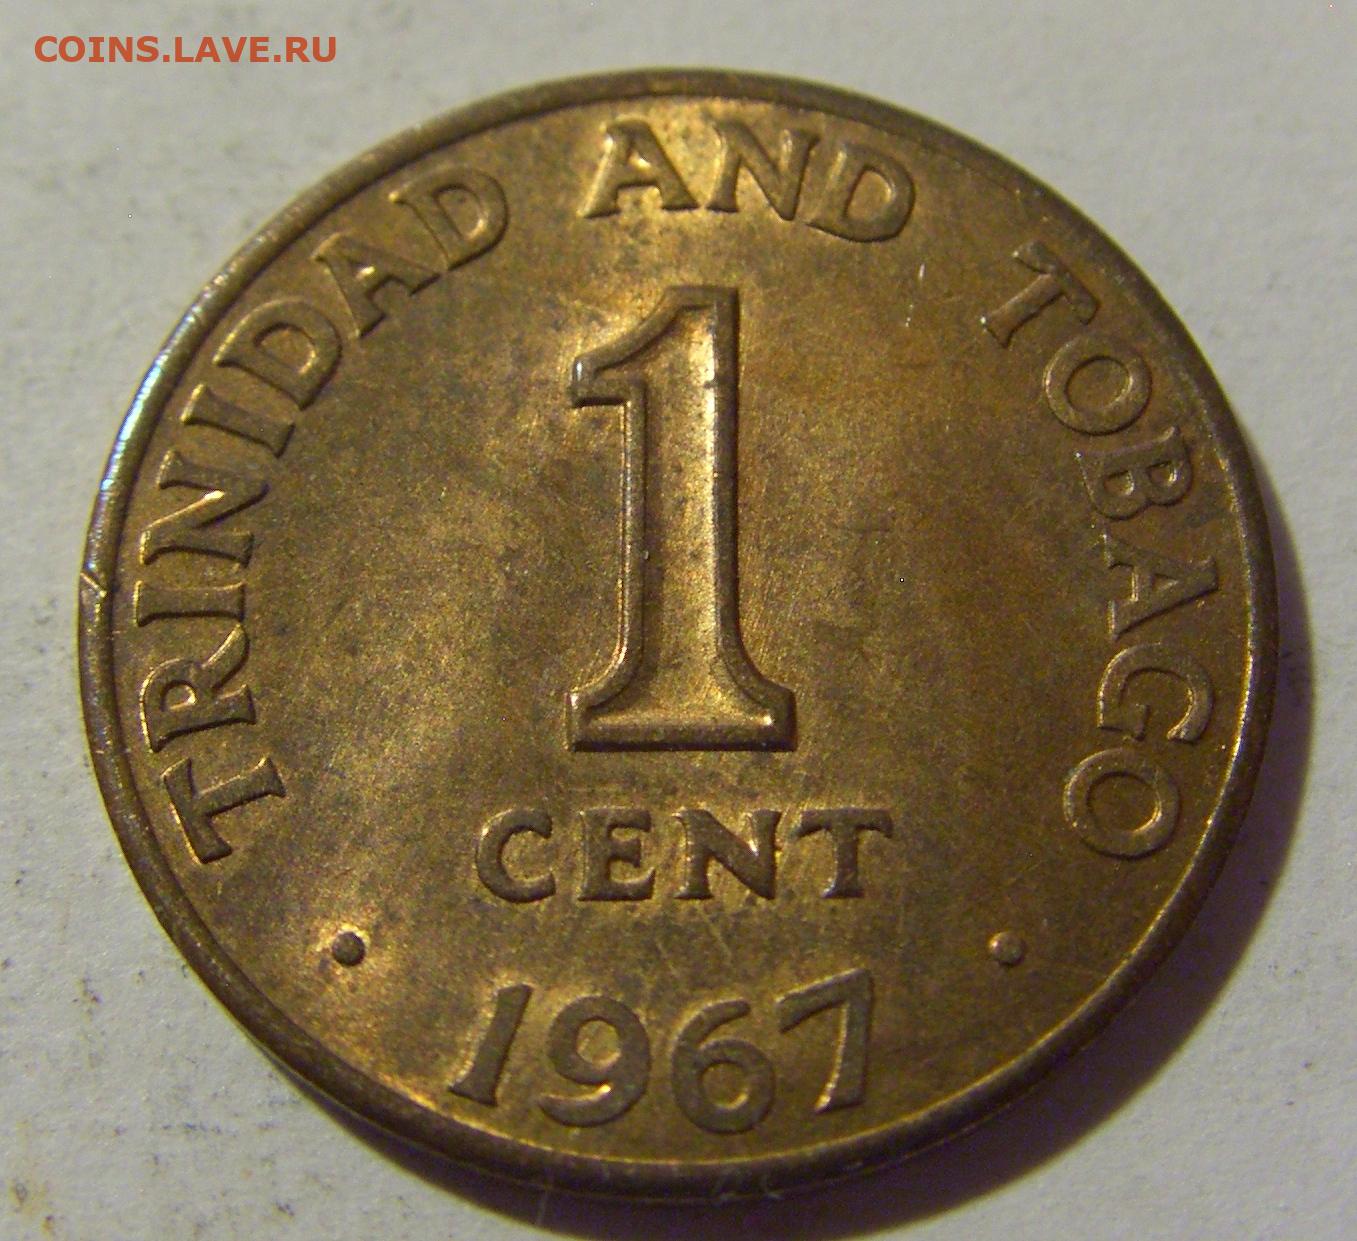 COINS.LAVE.RU
TRINIDAD AND TOBAGO
1
CENT
• 1967 •